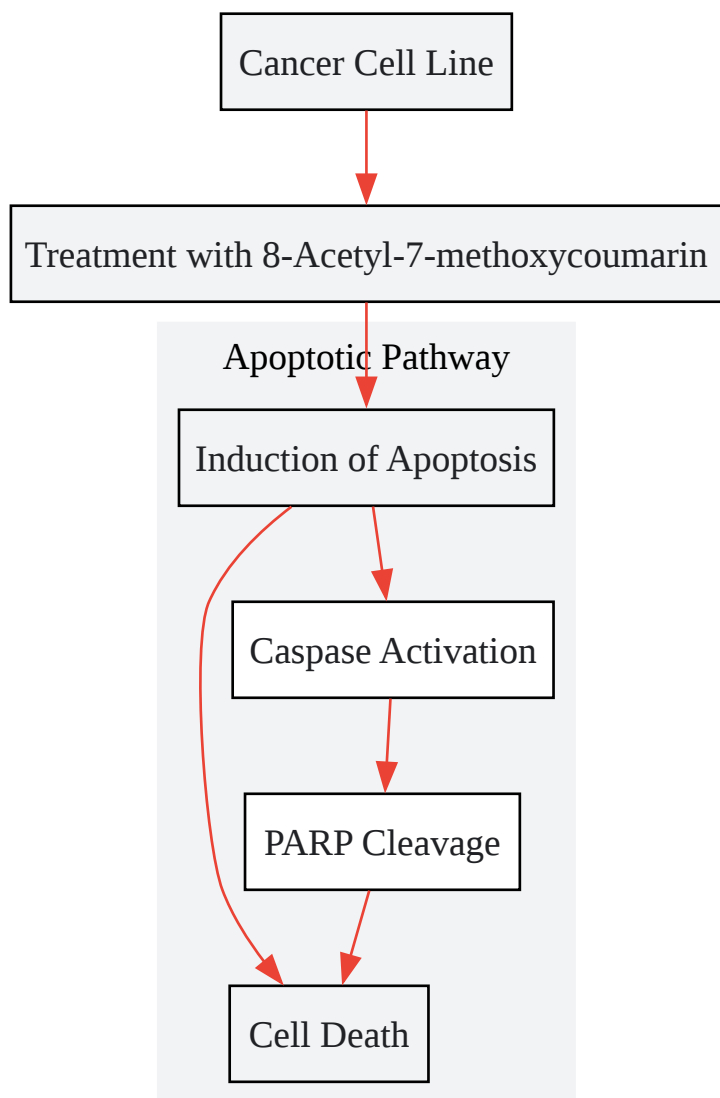 Cancer Cell Line
Treatment with 8-Acetyl-7-methoxycoumarin
Apoptotic Pathway
Induction of Apoptosis
Caspase Activation
PARP Cleavage
Cell Death